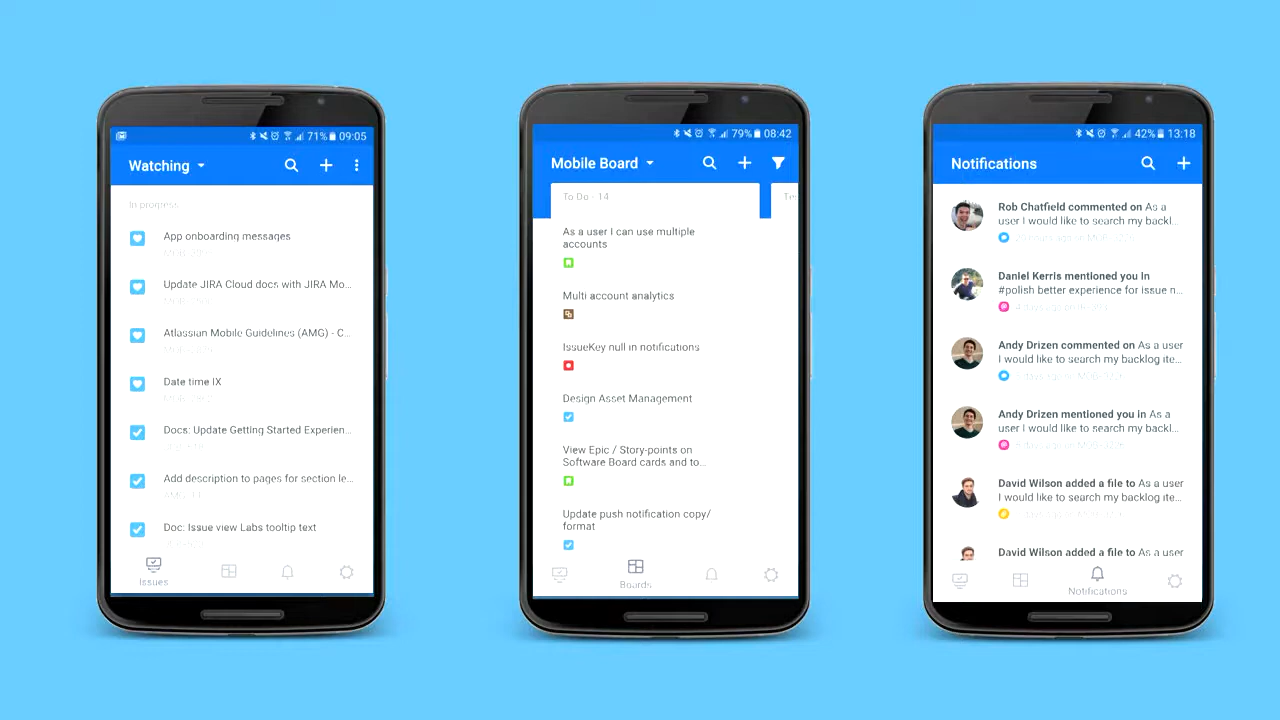 71% 09:05
Watching
In progress
App onboarding messages
Update JIRA Cloud docs with JIRA Mo...
Atlassian Mobile Guidelines (AMG) - C...
Date time IX
Docs: Update Getting Started Experien...
Add description to pages for section le...
Doc: Issue view Labs tooltip text
Issues
79% 08:42
Mobile Board
To Do - 14
As a user I can use multiple
accounts
Multi account analytics
IssueKey null in notifications
Design Asset Management
View Epic / Story-points on
Software Board cards and to...
Update push notification copy/
format
Boards
42% 13:18
Notifications
Rob Chatfield commented on As a
user I would like to search my backl...
Daniel Kerris mentioned you in
#polish better experience for issue n...
Andy Drizen commented on As a user
I would like to search my backlog ite...
Andy Drizen mentioned you in As a
user I would like to search my backl...
David Wilson added a file to As a user
I would like to search my backlog ite...
David Wilson added a file to As a user
Notifications